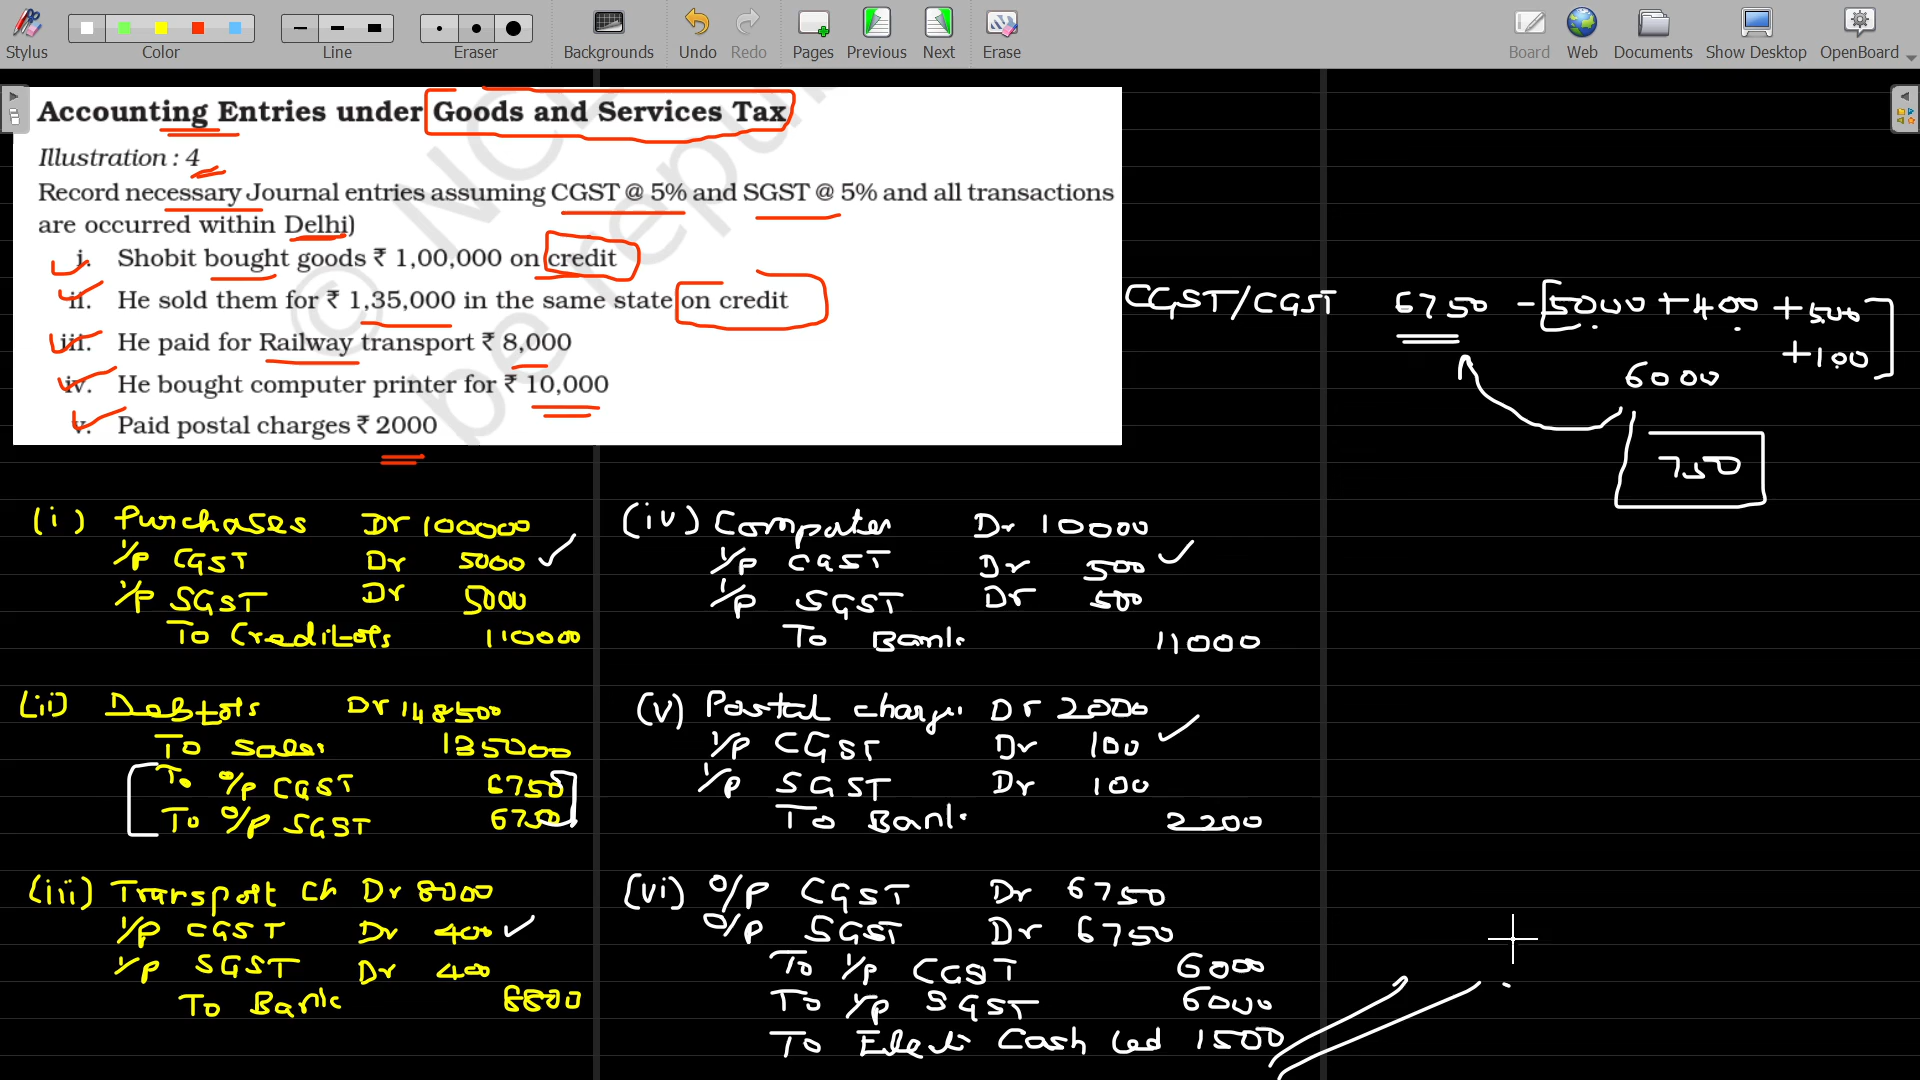 Stylus
Color
Line
Eraser
Backgrounds
Undo
Redo
Pages
Previous
Next
Erase
Board
Web
Documents
Show Desktop
OpenBoard
Accounting Entries under Goods and Services Tax
Illustration : 4
Record necessary Journal entries assuming CGST @ 5% and SGST @ 5% and all transactions
are occurred within Delhi)
i. Shobit bought goods ₹ 1,00,000 on credit
ii. He sold them for ₹ 1,35,000 in the same state on credit
iii. He paid for Railway transport ₹ 8,000
iv. He bought computer printer for ₹ 10,000
v. Paid postal charges ₹ 2000
CGST/CGST 6750 - [5000 + 400 + 500
+100]
6000
750
(i) Purchases Dr 100000
I/P CGST Dr 5000
I/P SGST Dr 5000
To Creditors 110000
(ii) Debtors Dr 148500
To Sales 135000
To O/P CGST 6750
To O/P SGST 6750
(iii) Transport Ch Dr 8000
I/P CGST Dr 400
I/P SGST Dr 400
To Bank 8800
(iv) Computer Dr 10000
I/P CGST Dr 500
I/P SGST Dr 500
To Bank 11000
(v) Postal charges Dr 2000
I/P CGST Dr 100
I/P SGST Dr 100
To Bank 2200
(vi) O/P CGST Dr 6750
O/P SGST Dr 6750
To I/P CGST 6000
To I/P SGST 6000
To Cash Led 1500